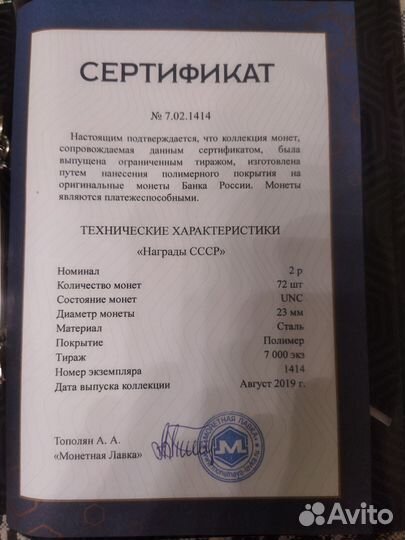 СЕРТИФИКАТ
№ 7.02.1414
Настоящим подтверждается, что коллекция монет,
сопровождаемая данным сертификатом, была
выпущена ограниченным тиражом, изготовлена
путем нанесения полимерного покрытия на
оригинальные монеты Банка России. Монеты
являются платежеспособными.
ТЕХНИЧЕСКИЕ ХАРАКТЕРИСТИКИ
«Награды СССР»
Номинал 2 р
Количество монет 72 шт
Состояние монет UNC
Диаметр монеты 23 мм
Материал Сталь
Покрытие Полимер
Тираж 7 000 экз
Номер экземпляра 1414
Дата выпуска коллекции Август 2019 г.
Тополян А. А.
«Монетная Лавка»
«МОНЕТНАЯ ЛАВКА»
М
Avito